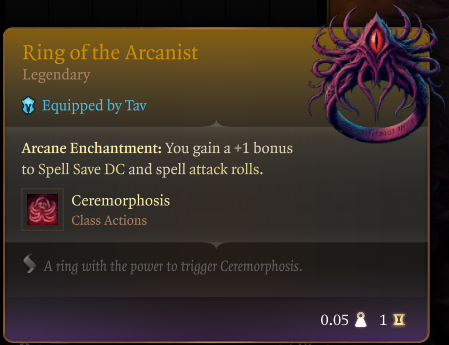 Ring of the Arcanist
Legendary
Equipped by Tav
Arcane Enchantment: You gain a +1 bonus
to Spell Save DC and spell attack rolls.
Ceremorphosis
Class Actions
A ring with the power to trigger Ceremorphosis.
0.05 1